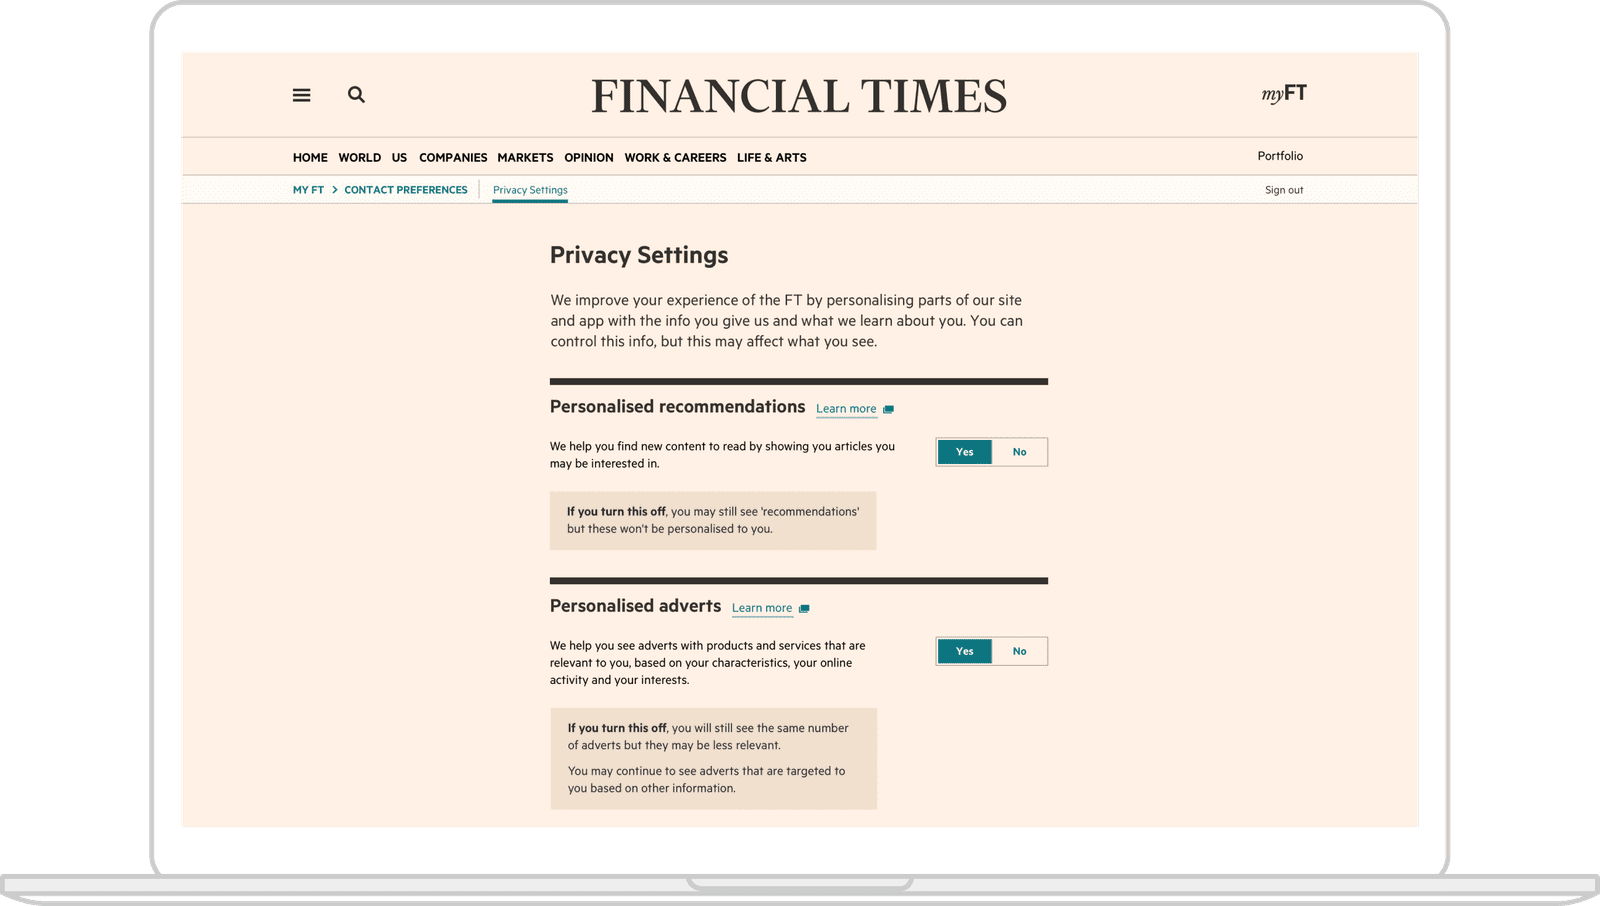 FINANCIAL TIMES
myFT
HOME WORLD US COMPANIES MARKETS OPINION WORK & CAREERS LIFE & ARTS
Portfolio
MY FT > CONTACT PREFERENCES Privacy Settings
Sign out
Privacy Settings
We improve your experience of the FT by personalising parts of our site
and app with the info you give us and what we learn about you. You can
control this info, but this may affect what you see.
Personalised recommendations Learn more
We help you find new content to read by showing you articles you
may be interested in.
Yes No
If you turn this off, you may still see 'recommendations'
but these won't be personalised to you.
Personalised adverts Learn more
We help you see adverts with products and services that are
relevant to you, based on your characteristics, your online
activity and your interests.
Yes No
If you turn this off, you will still see the same number
of adverts but they may be less relevant.
You may continue to see adverts that are targeted to
you based on other information.